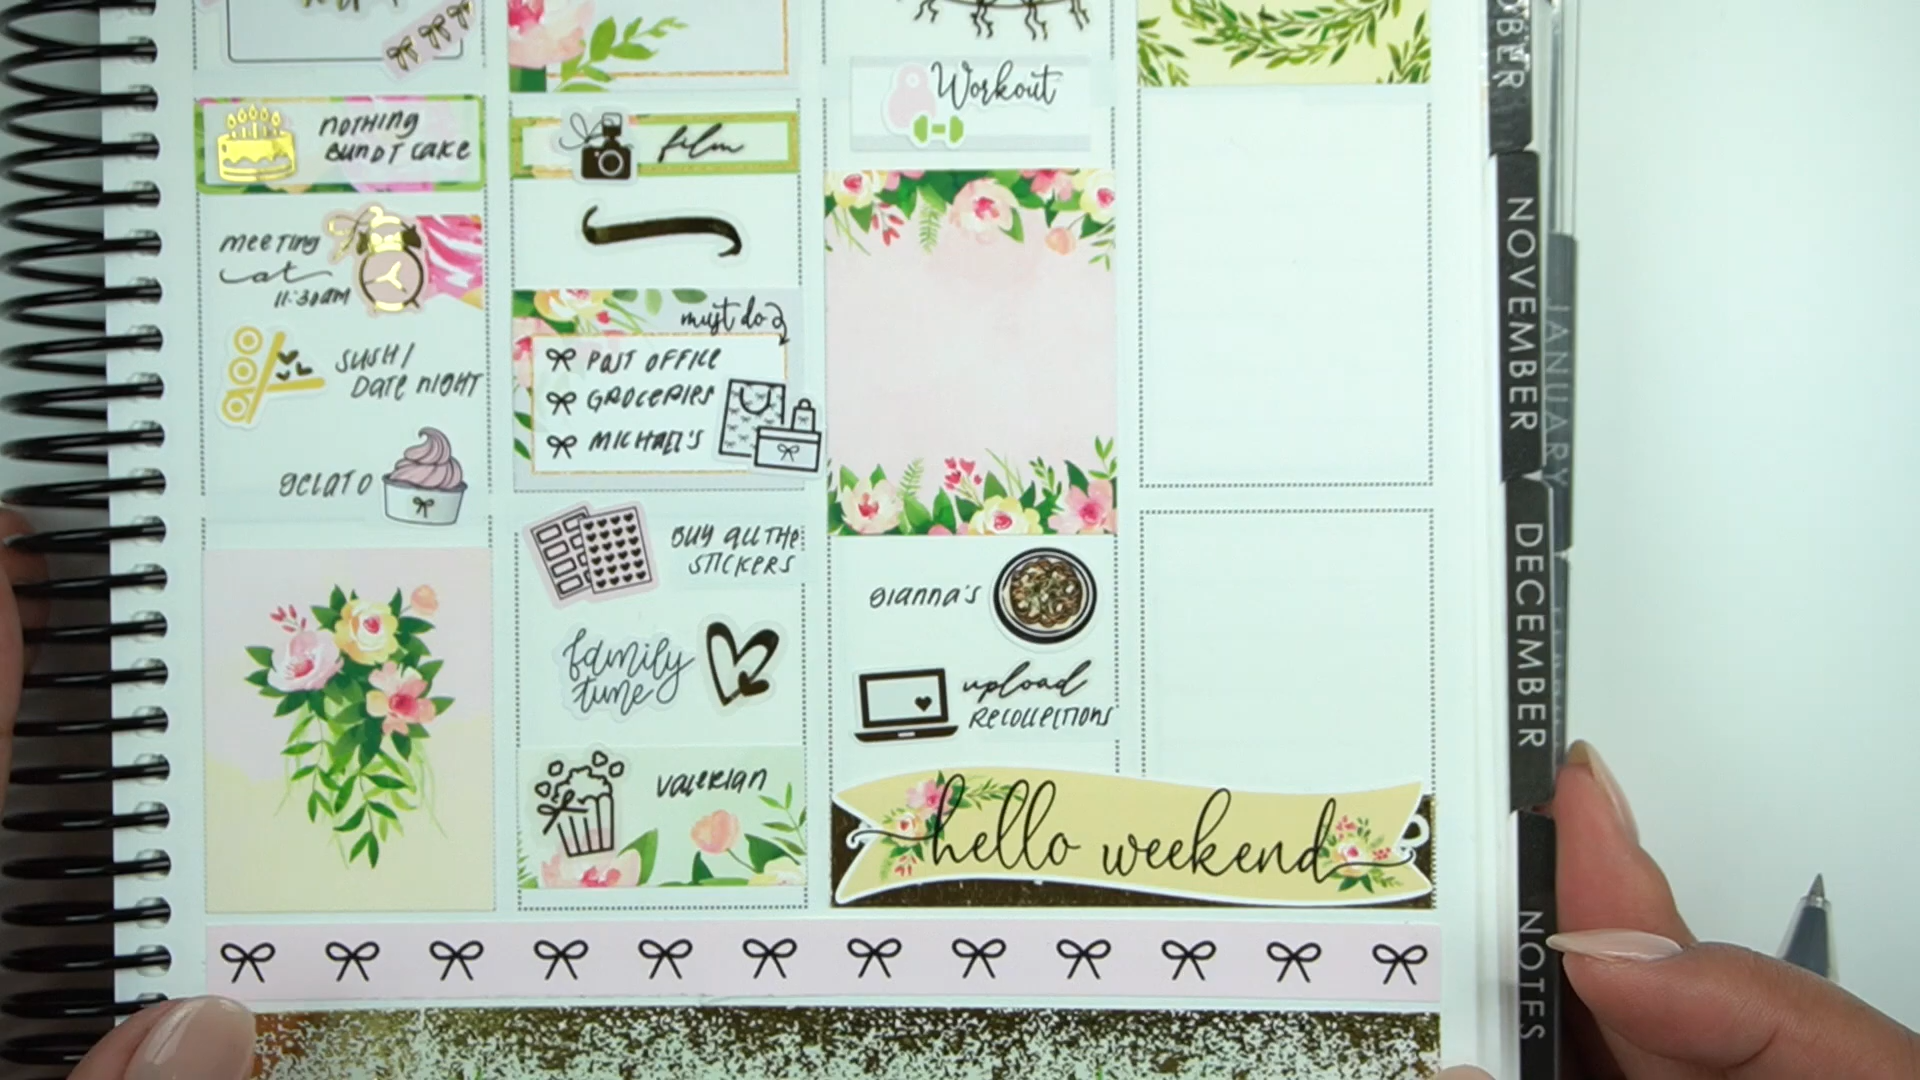 NOTHING
BUNDT CAKE
MEETING
at
11:30AM
SUSHI
DATE NIGHT
GELATO
film
must do
POST OFFICE
GROCERIES
MICHAEL'S
BUY ALL THE
STICKERS
family
time
VALERIAN
Workout
GIANNA'S
upload
RECOLLECTIONS
hello weekend
OBER
NOVEMBER
DECEMBER
NOTES
JANUARY